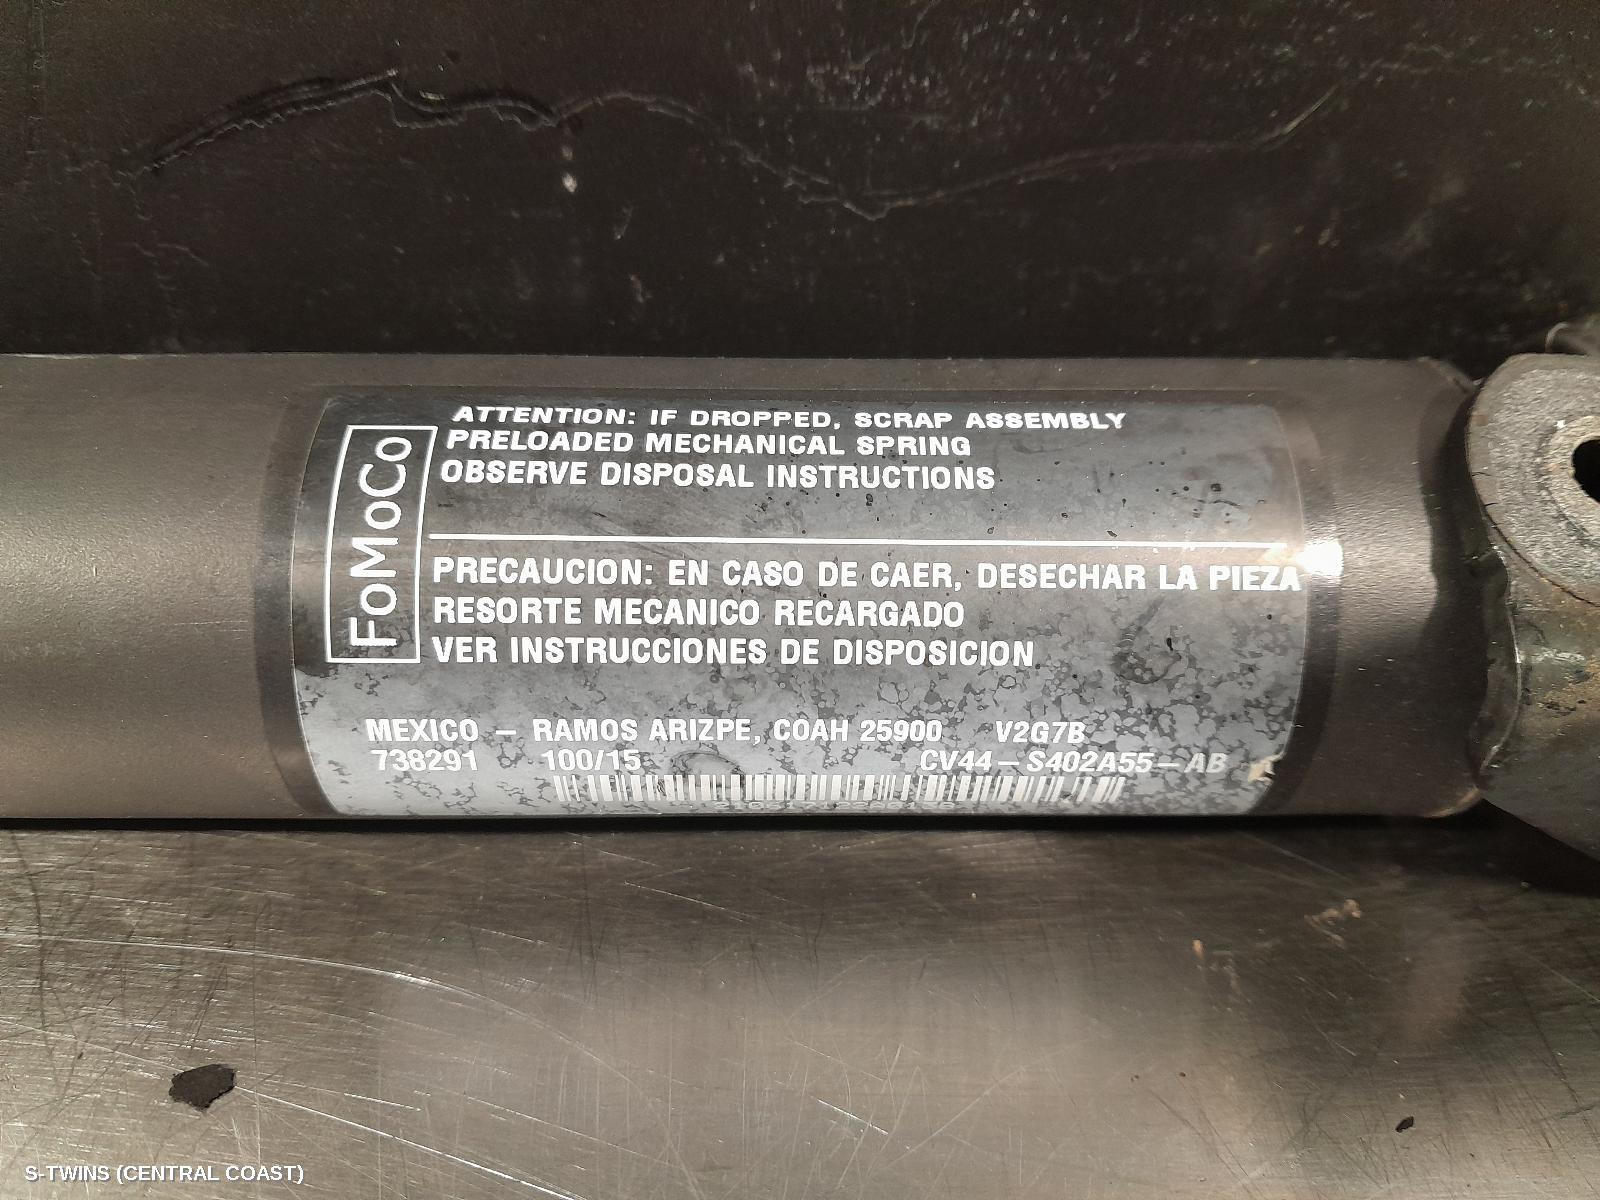 FoMoCo
ATTENTION: IF DROPPED, SCRAP ASSEMBLY
PRELOADED MECHANICAL SPRING
OBSERVE DISPOSAL INSTRUCTIONS
PRECAUCION: EN CASO DE CAER, DESECHAR LA PIEZA
RESORTE MECANICO RECARGADO
VER INSTRUCCIONES DE DISPOSICION
MEXICO – RAMOS ARIZPE, COAH 25900 V2G7B
738291 100/15 CV44–S402A55–AB
S-TWINS (CENTRAL COAST)